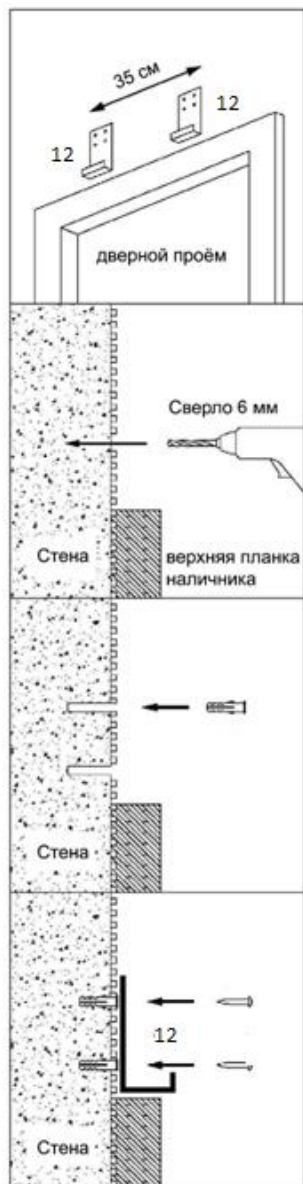 35 см
12
12
дверной проём
Сверло 6 мм
Стена
верхняя планка
наличника
Стена
12
Стена